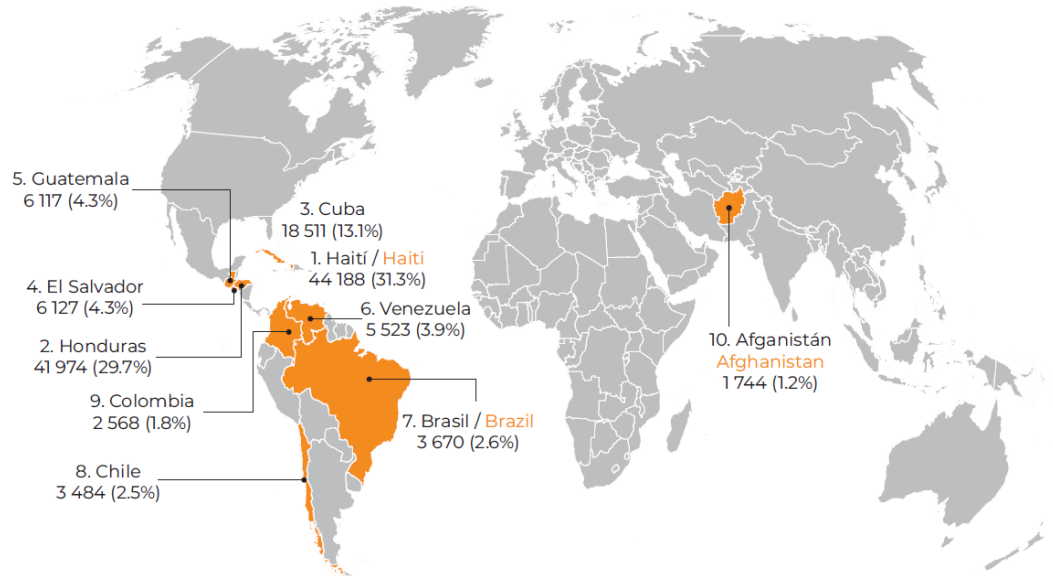 5. Guatemala
6 117 (4.3%)
3. Cuba
18 511 (13.1%)
1. Haití / Haiti
44 188 (31.3%)
4. El Salvador
6 127 (4.3%)
6. Venezuela
5 523 (3.9%)
2. Honduras
41 974 (29.7%)
10. Afganistán
Afghanistan
1 744 (1.2%)
9. Colombia
2 568 (1.8%)
7. Brasil / Brazil
3 670 (2.6%)
8. Chile
3 484 (2.5%)